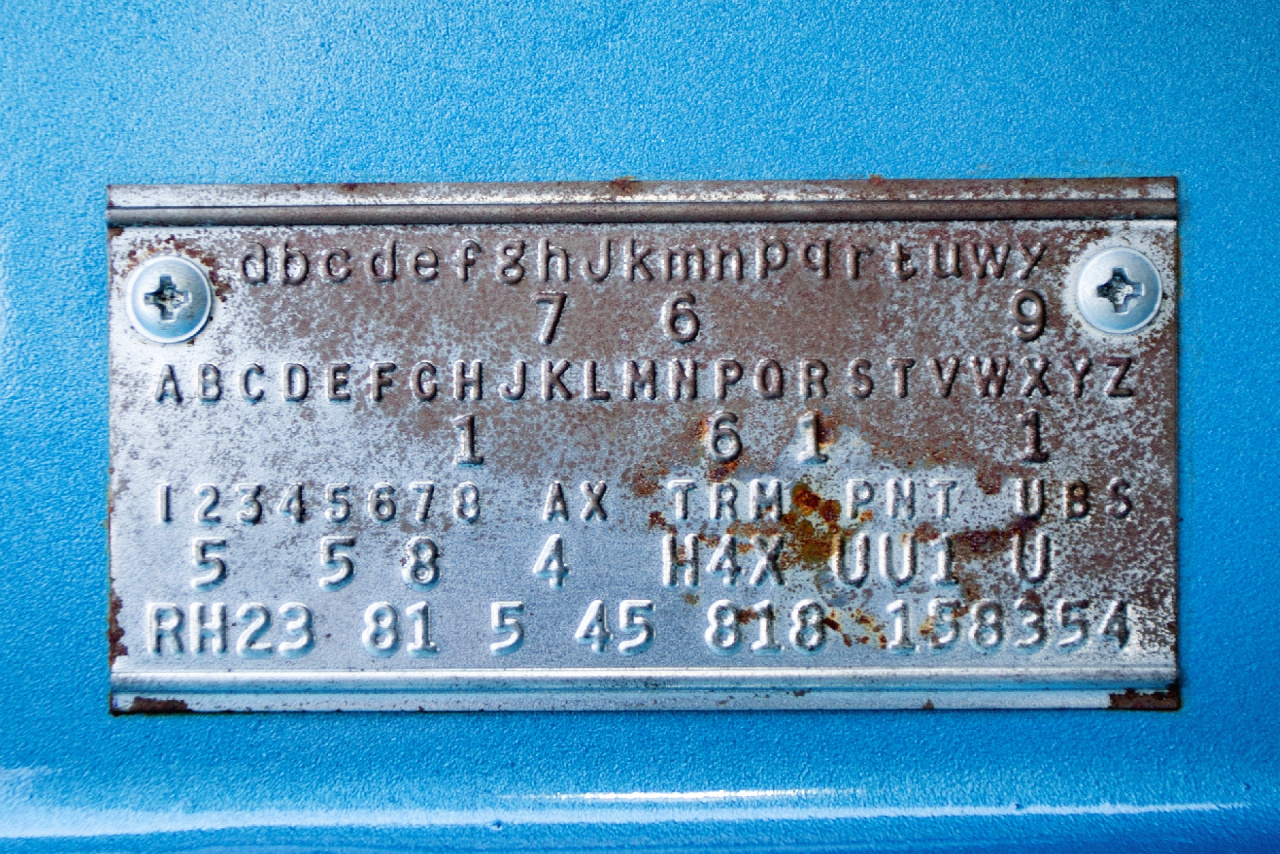 abcdefghJkmnpqrtuwy
7 6 9
ABCDEFGHJKLMNPQRSTVWXYZ
1 6 1 1
12345678 AX TRM PNT UBS
5 5 8 4 H4X UU1 U
RH23 81 5 45 818 158354